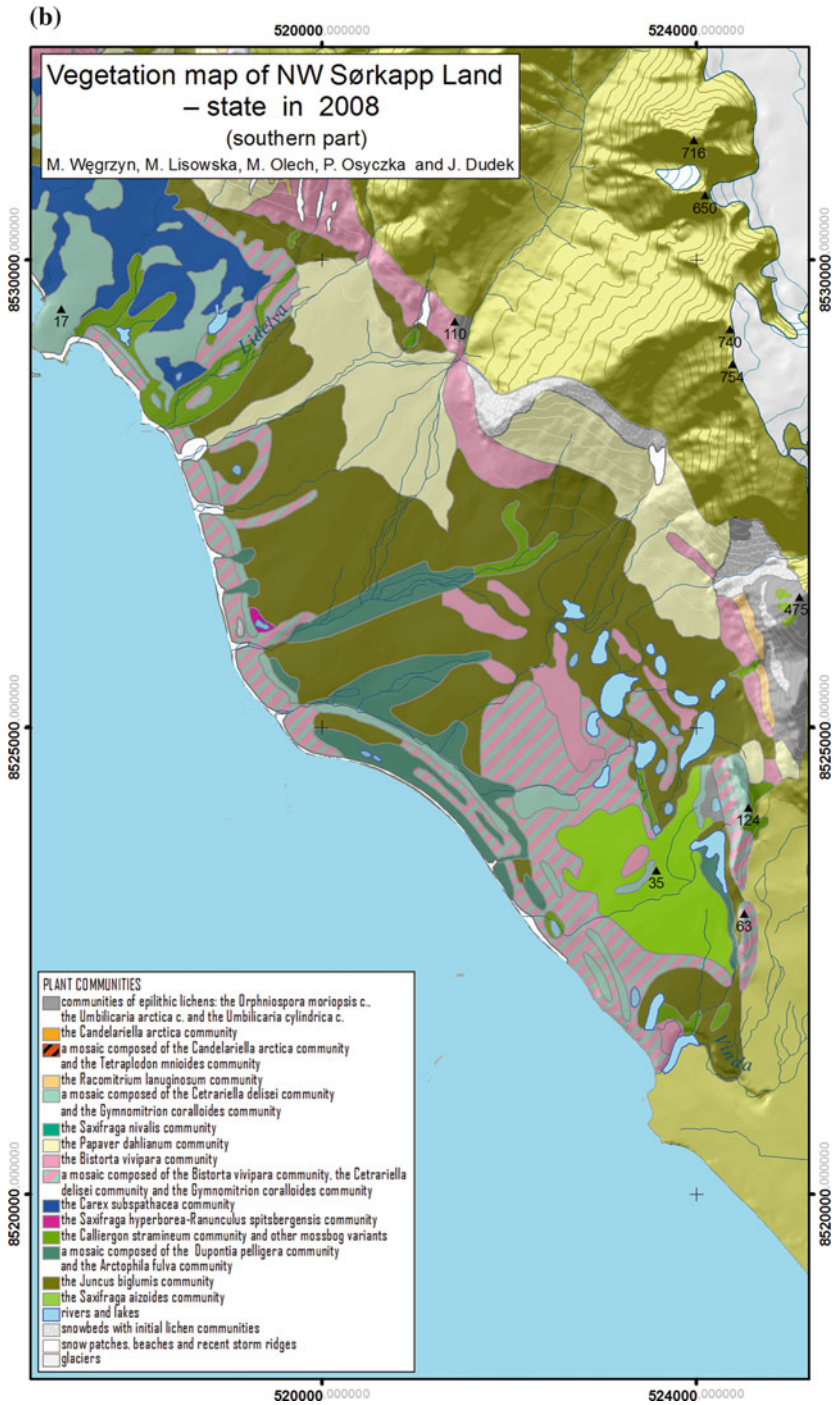 (b)
520000,000000
524000,000000
Vegetation map of NW Sørkapp Land
– state in 2008
(southern part)
M. Węgrzyn, M. Lisowska, M. Olech, P. Osyczka and J. Dudek
716
650
8530000,000000
8530000,000000
17
Lidelva
110
740
754
475
8525000,000000
8525000,000000
124
35
63
Vinda
PLANT COMMUNITIES
communities of epilithic lichens: the Orphniospora moriopsis c.,
the Umbilicaria arctica c. and the Umbilicaria cylindrica c.
the Candelariella arctica community
a mosaic composed of the Candelariella arctica community
and the Tetraplodon mnioides community
the Racomitrium lanuginosum community
a mosaic composed of the Cetrariella delisei community
and the Gymnomitrion coralloides community
the Saxifraga nivalis community
the Papaver dahlianum community
the Bistorta vivipara community
a mosaic composed of the Bistorta vivipara community, the Cetrariella
delisei community and the Gymnomitrion coralloides community
the Carex subspathacea community
the Saxifraga hyperborea-Ranunculus spitsbergensis community
the Calliergon stramineum community and other mossbog variants
a mosaic composed of the Dupontia pelligera community
and the Arctophila fulva community
the Juncus biglumis community
the Saxifraga aizoides community
rivers and lakes
snowbeds with initial lichen communities
snow patches, beaches and recent storm ridges
glaciers
8520000,000000
8520000,000000
520000,000000
524000,000000